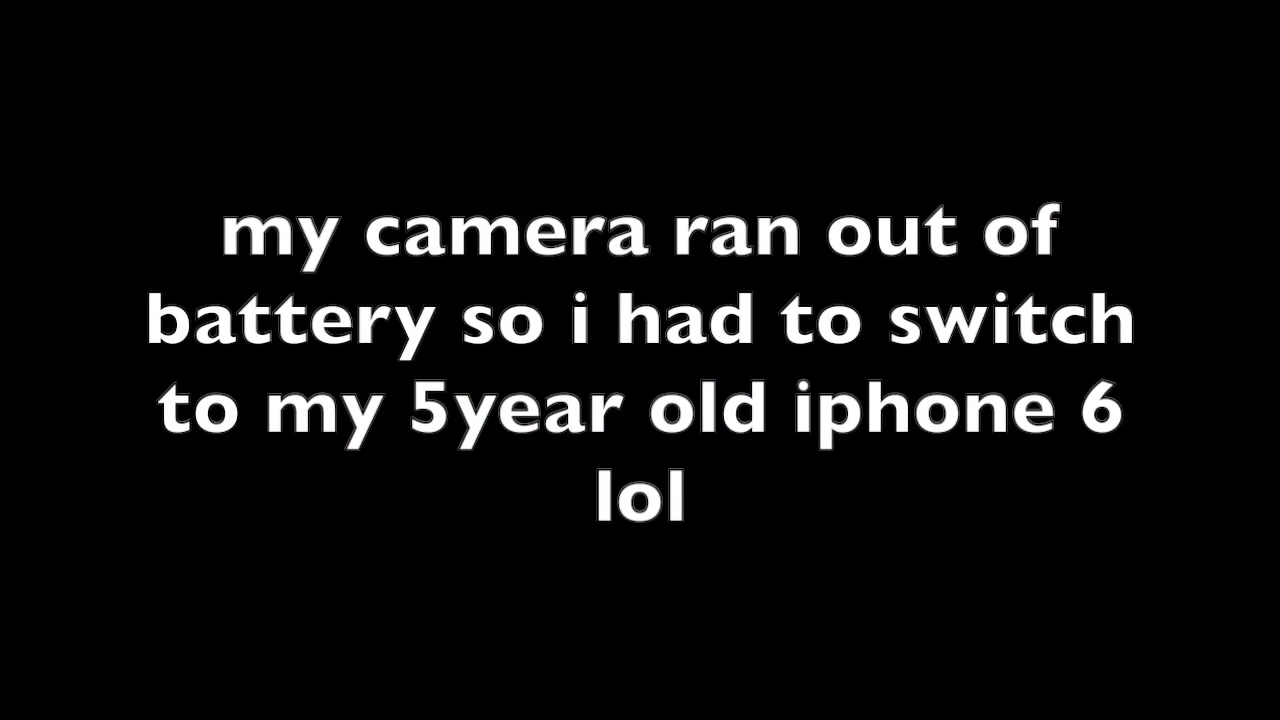 my camera ran out of
battery so i had to switch
to my 5year old iphone 6
lol